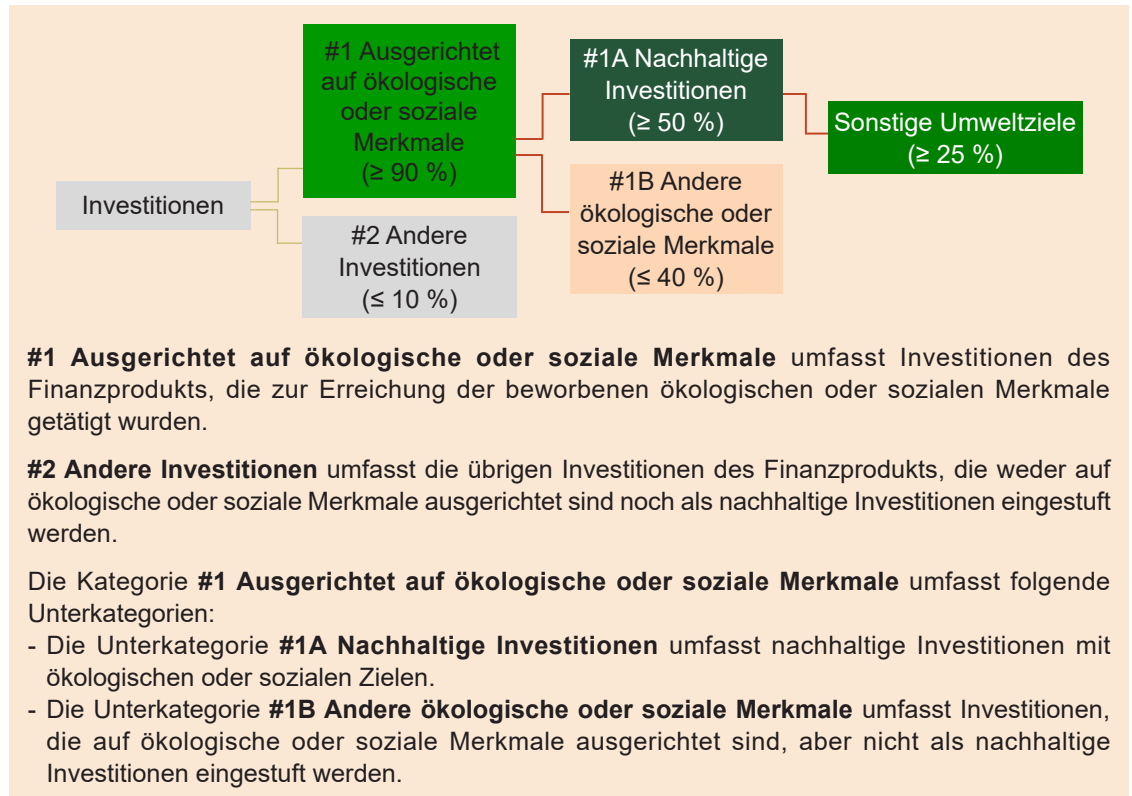 #1 Ausgerichtet
auf ökologische
oder soziale
Merkmale
(≥ 90 %)
#1A Nachhaltige
Investitionen
(≥ 50 %)
Sonstige Umweltziele
(≥ 25 %)
Investitionen
#1B Andere
ökologische oder
soziale Merkmale
(≤ 40 %)
#2 Andere
Investitionen
(≤ 10 %)
#1 Ausgerichtet auf ökologische oder soziale Merkmale umfasst Investitionen des
Finanzprodukts, die zur Erreichung der beworbenen ökologischen oder sozialen Merkmale
getätigt wurden.
#2 Andere Investitionen umfasst die übrigen Investitionen des Finanzprodukts, die weder auf
ökologische oder soziale Merkmale ausgerichtet sind noch als nachhaltige Investitionen eingestuft
werden.
Die Kategorie #1 Ausgerichtet auf ökologische oder soziale Merkmale umfasst folgende
Unterkategorien:
- Die Unterkategorie #1A Nachhaltige Investitionen umfasst nachhaltige Investitionen mit
ökologischen oder sozialen Zielen.
- Die Unterkategorie #1B Andere ökologische oder soziale Merkmale umfasst Investitionen,
die auf ökologische oder soziale Merkmale ausgerichtet sind, aber nicht als nachhaltige
Investitionen eingestuft werden.